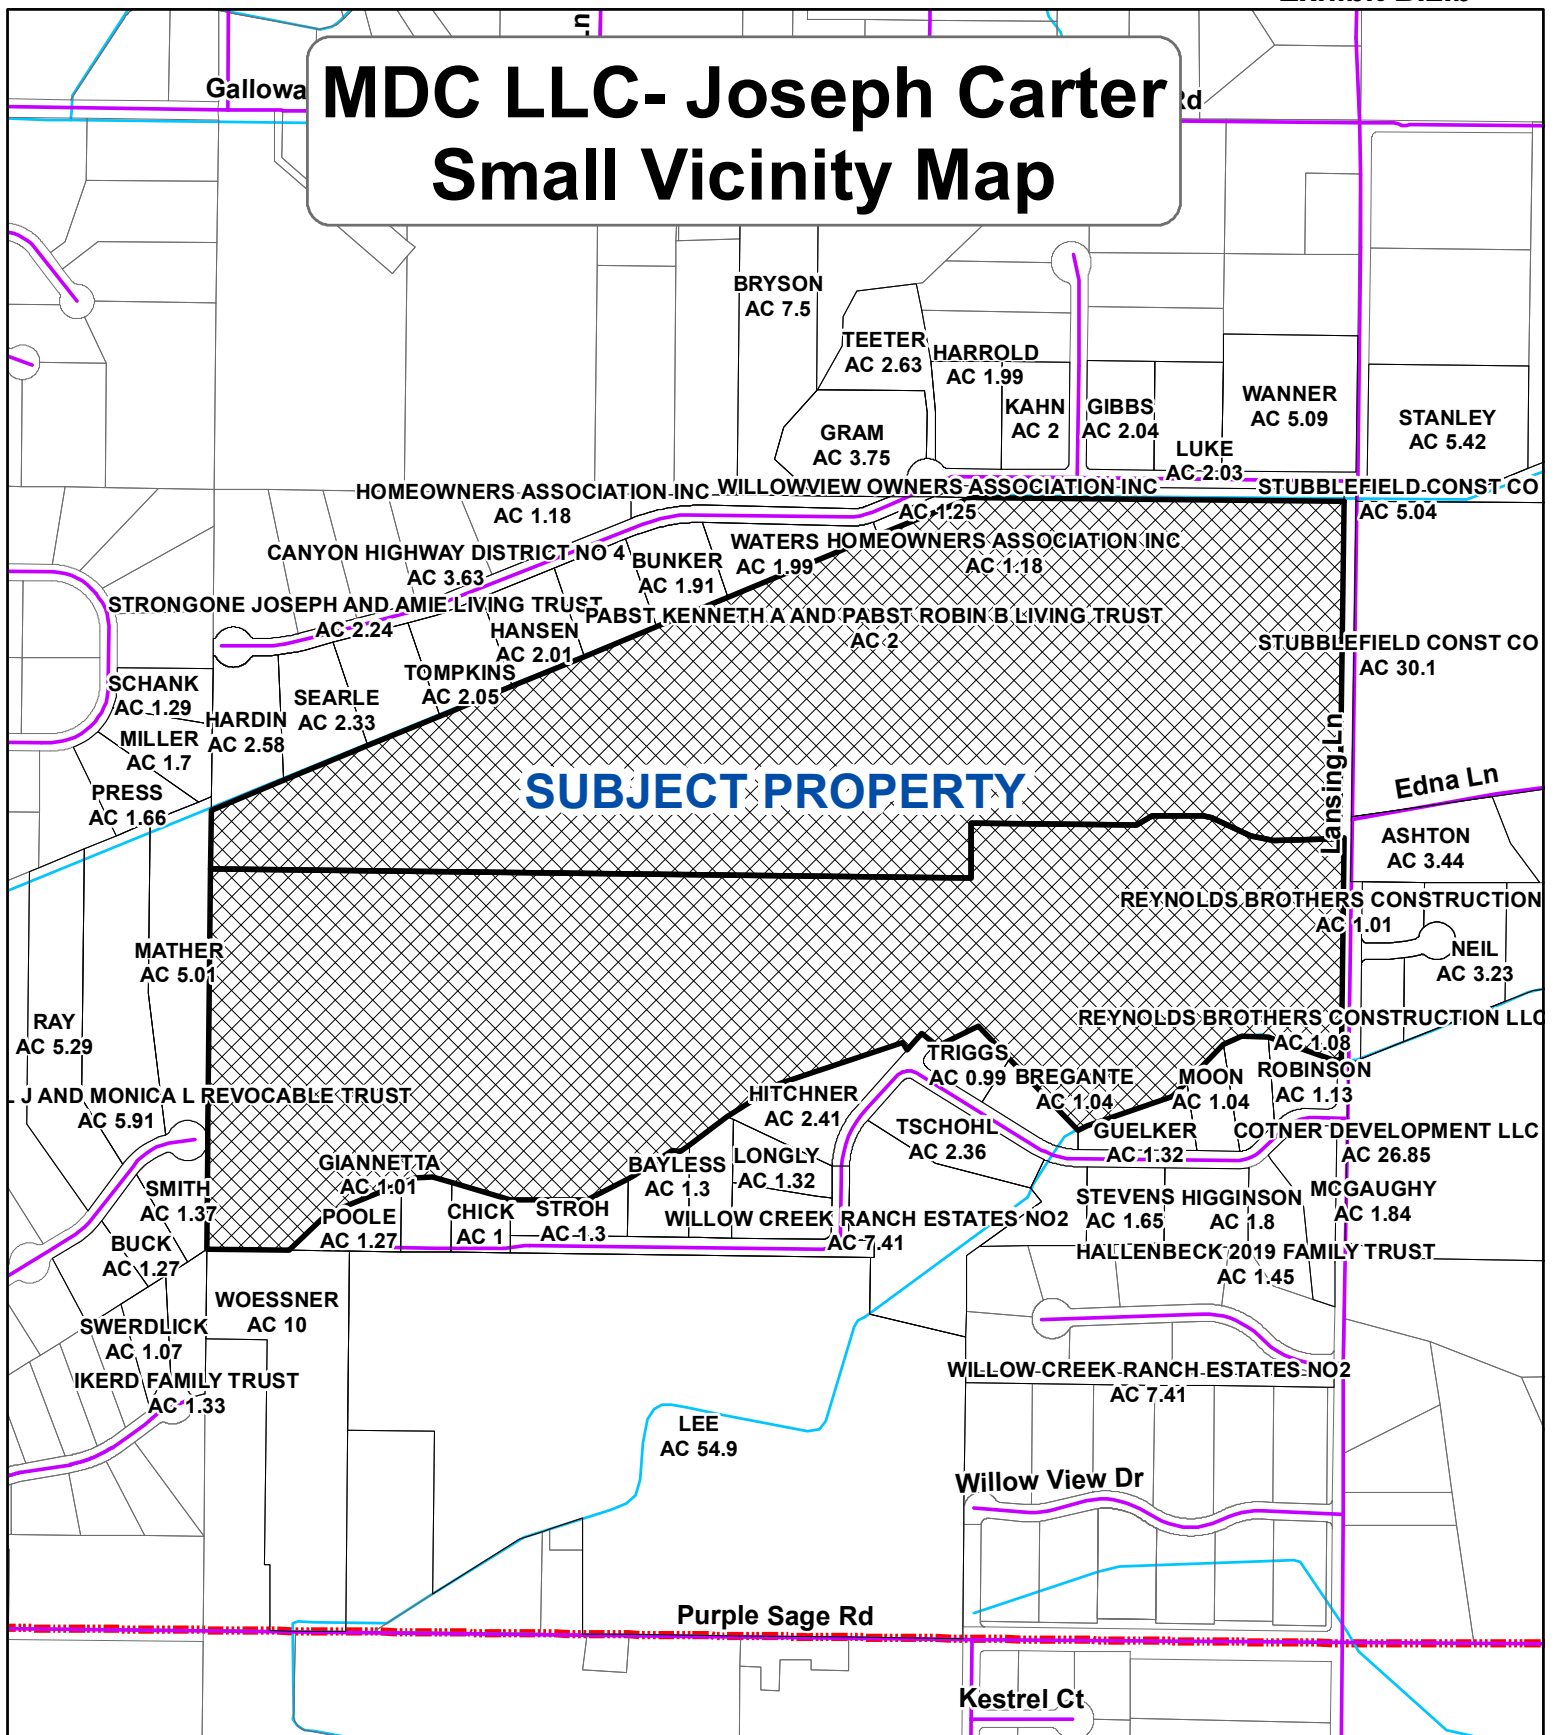 Gallowa
MDC LLC- Joseph Carter
Small Vicinity Map
Rd
BRYSON
AC 7.5
TEETER
AC 2.63
HARROLD
AC 1.99
KAHN
AC 2
GIBBS
AC 2.04
WANNER
AC 5.09
STANLEY
AC 5.42
GRAM
AC 3.75
LUKE
AC 2.03
HOMEOWNERS ASSOCIATION INC
AC 1.18
WILLOWVIEW OWNERS ASSOCIATION INC
AC 1.25
STUBBLEFIELD CONST CO
AC 5.04
CANYON HIGHWAY DISTRICT NO 4
AC 3.63
BUNKER
AC 1.91
WATERS
AC 1.99
HOMEOWNERS ASSOCIATION INC
AC 1.18
STRONGONE JOSEPH AND AMIE LIVING TRUST
AC 2.24
HANSEN
AC 2.01
PABST KENNETH A AND PABST ROBIN B LIVING TRUST
AC 2
STUBBLEFIELD CONST CO
AC 30.1
TOMPKINS
AC 2.05
SCHANK
AC 1.29
SEARLE
AC 2.33
HARDIN
AC 2.58
MILLER
AC 1.7
PRESS
AC 1.66
SUBJECT PROPERTY
Lansing Ln
Edna Ln
ASHTON
AC 3.44
REYNOLDS BROTHERS CONSTRUCTION
AC 1.01
MATHER
AC 5.01
NEIL
AC 3.23
RAY
AC 5.29
REYNOLDS BROTHERS CONSTRUCTION LLC
AC 1.08
TRIGGS
AC 0.99
BREGANTE
AC 1.04
MOON
AC 1.04
ROBINSON
AC 1.13
L J AND MONICA L REVOCABLE TRUST
AC 5.91
HITCHNER
AC 2.41
TSCHOHL
AC 2.36
GUELKER
AC 1.32
COTNER DEVELOPMENT LLC
AC 26.85
GIANNETTA
AC 1.01
BAYLESS
AC 1.3
LONGLY
AC 1.32
SMITH
AC 1.37
STEVENS
AC 1.65
HIGGINSON
AC 1.8
MCGAUGHY
AC 1.84
POOLE
AC 1.27
CHICK
AC 1
STROH
AC 1.3
WILLOW CREEK RANCH ESTATES NO2
AC 7.41
BUCK
AC 1.27
HALLENBECK 2019 FAMILY TRUST
AC 1.45
WOESSNER
AC 10
SWERDLICK
AC 1.07
IKERD FAMILY TRUST
AC 1.33
WILLOW CREEK RANCH ESTATES NO2
AC 7.41
LEE
AC 54.9
Willow View Dr
Purple Sage Rd
Kestrel Ct